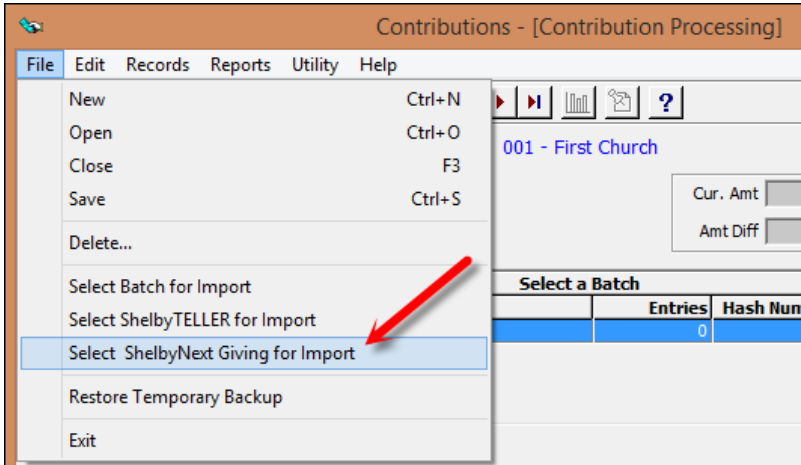 Contributions - [Contribution Processing]
File Edit Records Reports Utility Help
New Ctrl+N
Open Ctrl+O
Close F3
Save Ctrl+S
Delete...
Select Batch for Import
Select ShelbyTELLER for Import
Select ShelbyNext Giving for Import
Restore Temporary Backup
Exit
?
001 - First Church
Cur. Amt
Amt Diff
Select a Batch
Entries Hash Num
0